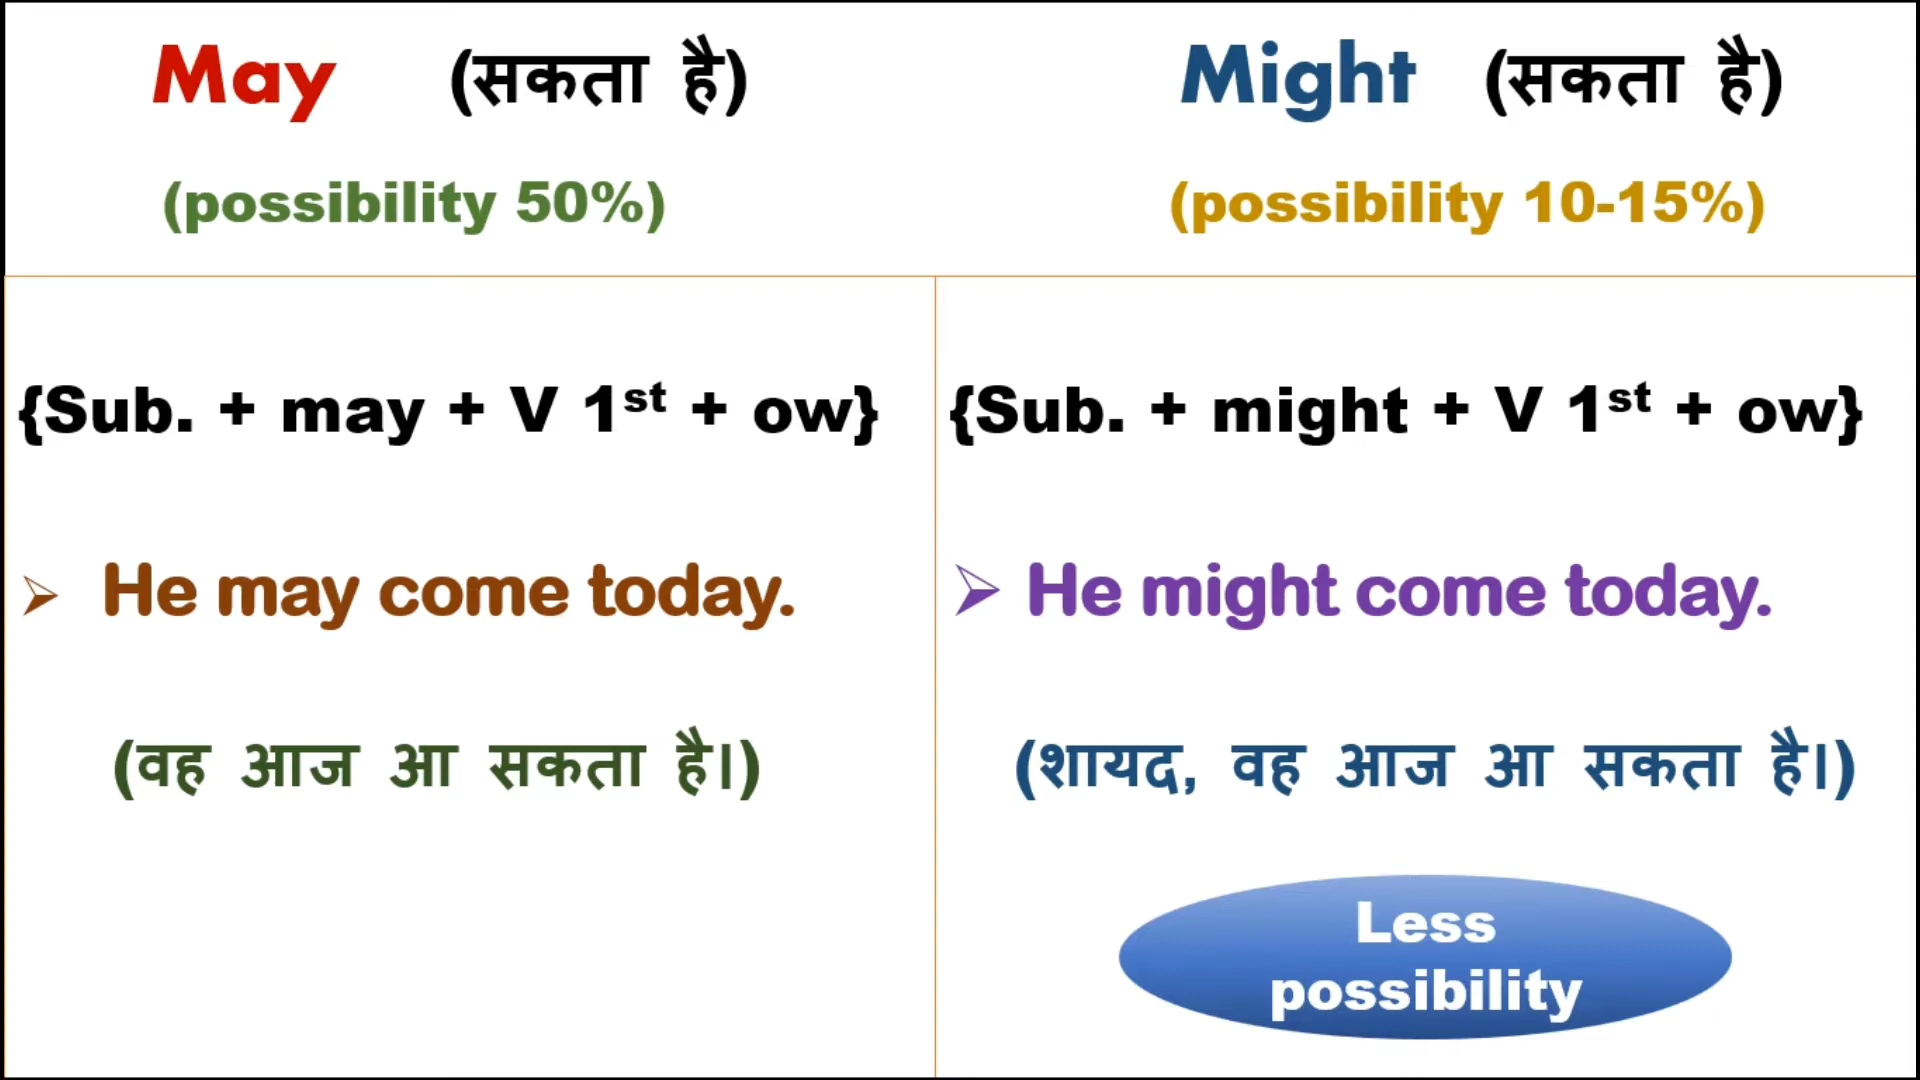 May (सकता है)
(possibility 50%)
Might (सकता है)
(possibility 10-15%)
{Sub. + may + V 1st + ow}
➢ He may come today.
(वह आज आ सकता है।)
{Sub. + might + V 1st + ow}
➢ He might come today.
(शायद, वह आज आ सकता है।)
Less
possibility